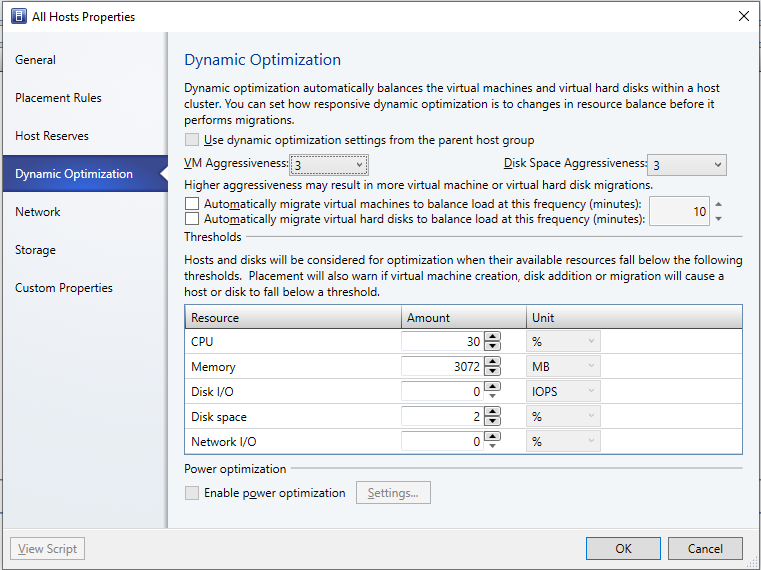 All Hosts Properties
General
Placement Rules
Host Reserves
Dynamic Optimization
Network
Storage
Custom Properties
Dynamic Optimization
Dynamic optimization automatically balances the virtual machines and virtual hard disks within a host
cluster. You can set how responsive dynamic optimization is to changes in resource balance before it
performs migrations.
Use dynamic optimization settings from the parent host group
VM Aggressiveness: 3 Disk Space Aggressiveness: 3
Higher aggressiveness may result in more virtual machine or virtual hard disk migrations.
Automatically migrate virtual machines to balance load at this frequency (minutes):
Automatically migrate virtual hard disks to balance load at this frequency (minutes): 10
Thresholds
Hosts and disks will be considered for optimization when their available resources fall below the following
thresholds. Placement will also warn if virtual machine creation, disk addition or migration will cause a
host or disk to fall below a threshold.
Resource Amount Unit
CPU 30 %
Memory 3072 MB
Disk I/O 0 IOPS
Disk space 2 %
Network I/O 0 %
Power optimization
Enable power optimization Settings...
View Script OK Cancel